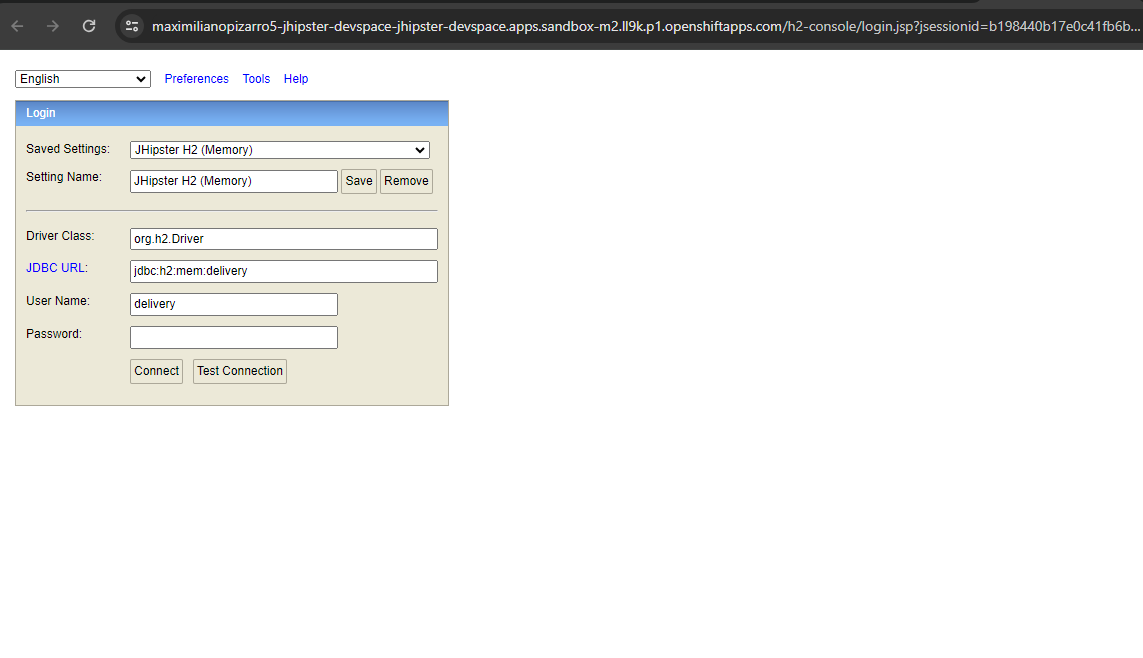 maximilianopizarro5-jhipster-devspace-jhipster-devspace.apps.sandbox-m2.ll9k.p1.openshiftapps.com/h2-console/login.jsp?jsessionid=b198440b17e0c41fb6b...
English Preferences Tools Help
Login
Saved Settings: JHipster H2 (Memory)
Setting Name: JHipster H2 (Memory) Save Remove
Driver Class: org.h2.Driver
JDBC URL: jdbc:h2:mem:delivery
User Name: delivery
Password:
Connect Test Connection